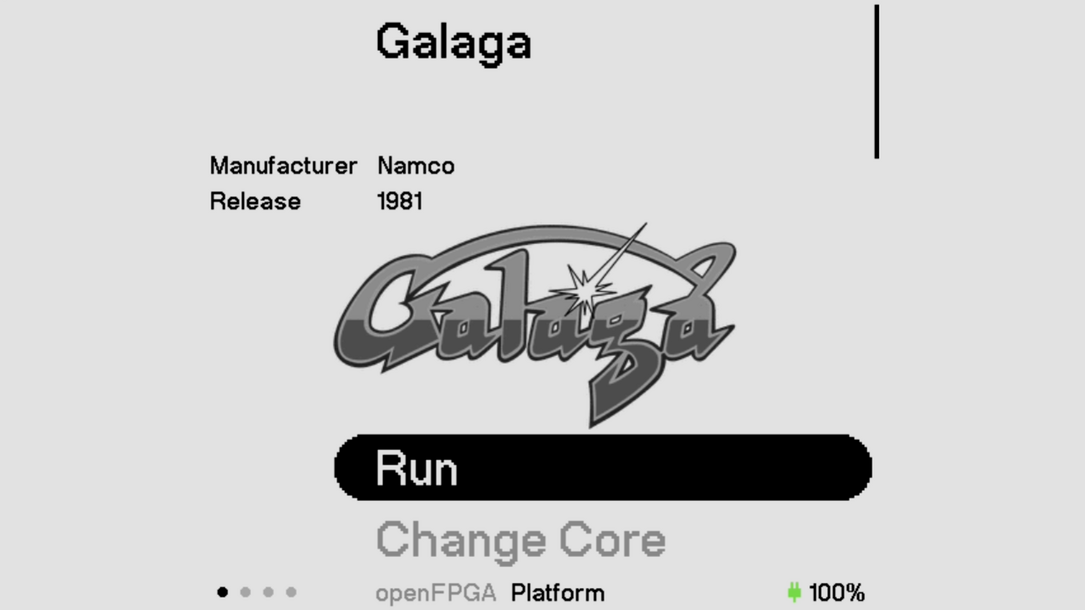 Galaga
Manufacturer Namco
Release 1981
Galaga
Run
Change Core
openFPGA Platform 100%